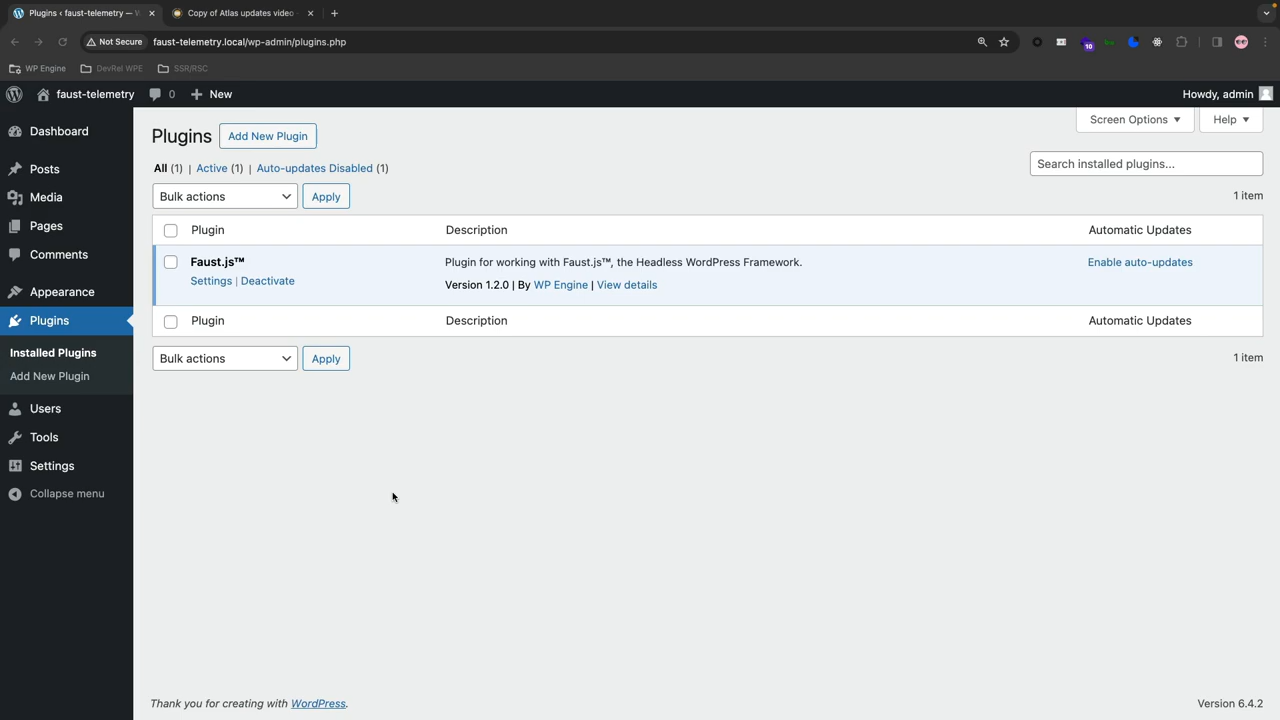 Plugins ‹ faust-telemetry —
Copy of Atlas updates video
Not Secure
faust-telemetry.local/wp-admin/plugins.php
10
WP Engine
DevRel WPE
SSR/RSC
faust-telemetry
0
New
Howdy, admin
Dashboard
Posts
Media
Pages
Comments
Appearance
Plugins
Installed Plugins
Add New Plugin
Users
Tools
Settings
Collapse menu
Screen Options
Help
Plugins
Add New Plugin
All (1) | Active (1) | Auto-updates Disabled (1)
Search installed plugins...
Bulk actions
Apply
1 item
Plugin
Description
Automatic Updates
Faust.js™
Settings | Deactivate
Plugin for working with Faust.js™, the Headless WordPress Framework.
Version 1.2.0 | By WP Engine | View details
Enable auto-updates
Plugin
Description
Automatic Updates
Bulk actions
Apply
1 item
Thank you for creating with WordPress.
Version 6.4.2